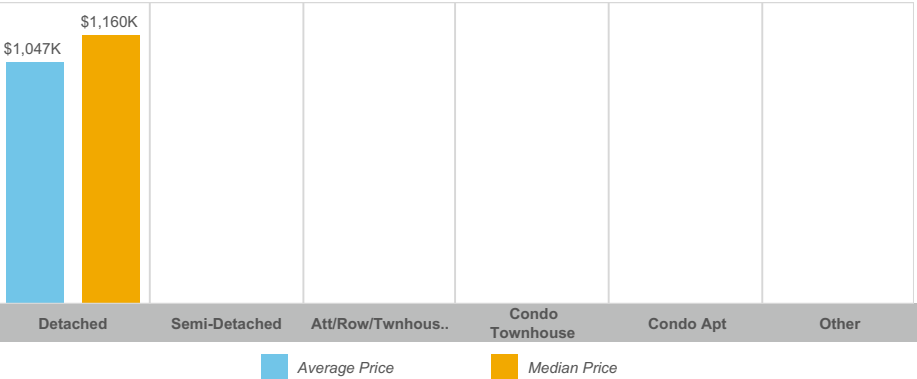 $1,160K
$1,047K
Detached
Semi-Detached
Att/Row/Twnhous..
Condo
Townhouse
Condo Apt
Other
Average Price
Median Price